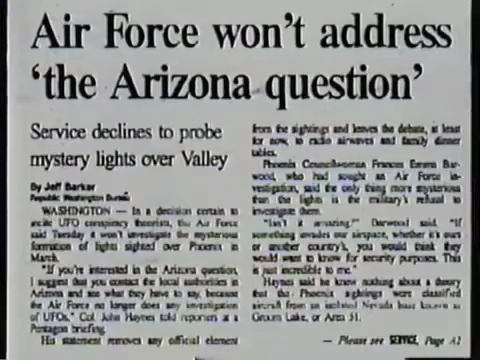 Air Force won't address
'the Arizona question'
Service declines to probe
mystery lights over Valley
By Jeff Barker
Republic Washington Bureau
WASHINGTON — In a decision certain to
incite UFO conspiracy theorists, the Air Force
said Tuesday it won't investigate the mysterious
formation of lights sighted over Phoenix in
March.
"If you're interested in the Arizona question,
I suggest that you contact the local authorities in
Arizona and see what they have to say, because
the Air Force no longer does any investigation
of UFOs," Col. John Haynes told reporters at a
Pentagon briefing.
His statement removes any official element
from the sightings and leaves the debate, at least
for now, to radio airwaves and family dinner
tables.
Phoenix Councilwoman Frances Emma Bar-
wood, who had sought an Air Force in-
vestigation, said the only thing more mysterious
than the lights is the military's refusal to
investigate them.
"Isn't it amazing?" Barwood said. "If
something invades our airspace, whether it's ours
or another country's, you would think they
would want to know for security purposes. This
is just incredible to me."
Haynes said he knew nothing about a theory
that the Phoenix sightings were classified
aircraft from an isolated Nevada base known as
Groom Lake, or Area 51.
— Please see SERVICE, Page A2